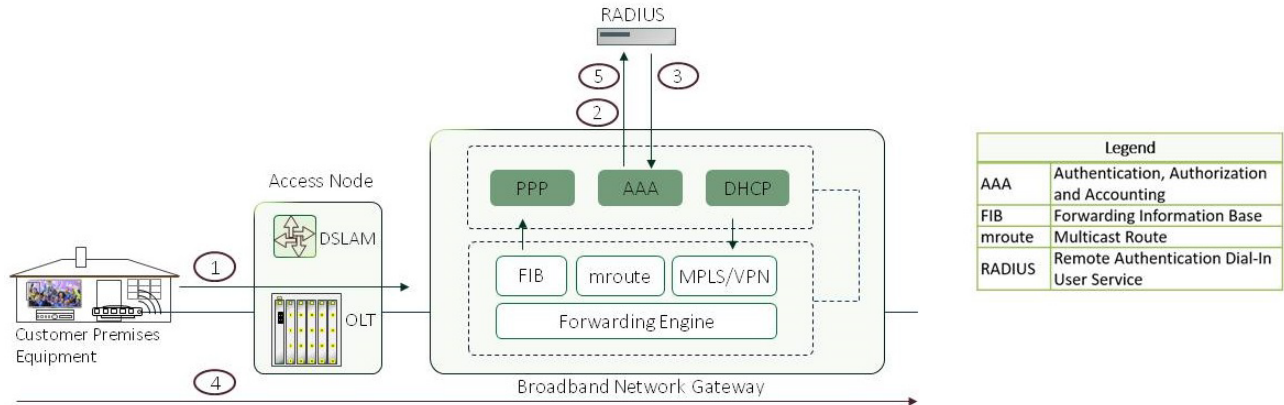 RADIUS
5
3
2
Access Node
DSLAM
OLT
1
Customer Premises
Equipment
4
PPP
AAA
DHCP
FIB
mroute
MPLS/VPN
Forwarding Engine
Broadband Network Gateway
Legend
AAA
Authentication, Authorization
and Accounting
FIB
Forwarding Information Base
mroute
Multicast Route
RADIUS
Remote Authentication Dial-In
User Service